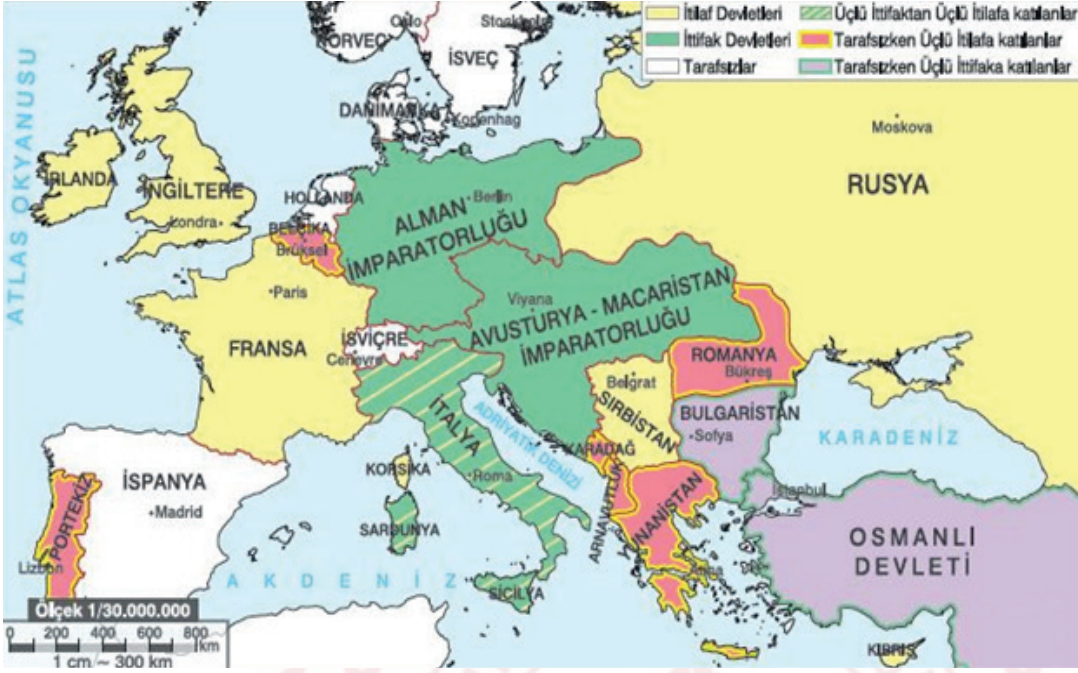 İtilaf Devletleri
İttifak Devletleri
Tarafsızlar
Üçlü İttifaktan Üçlü İtilafa katılanlar
Tarafsızken Üçlü İtilafa katılanlar
Tarafsızken Üçlü İttifaka katılanlar
ATLAS OKYANUSU
NORVEÇ
Oslo
Stockholm
İSVEÇ
DANİMARKA
Kopenhag
Moskova
RUSYA
İRLANDA
İNGİLTERE
Londra
HOLLANDA
BELÇİKA
Brüksel
Berlin
ALMAN
İMPARATORLUĞU
Paris
FRANSA
İSVİÇRE
Cenevre
Viyana
AVUSTURYA - MACARİSTAN
İMPARATORLUĞU
ROMANYA
Bükreş
Belgrat
SIRBİSTAN
BULGARİSTAN
Sofya
KARADENİZ
İTALYA
ADRİYATİK DENİZİ
KARADAĞ
ARNAVUTLUK
YUNANİSTAN
Atina
İstanbul
OSMANLI
DEVLETİ
KORSİKA
Roma
SARDUNYA
SİCİLYA
İSPANYA
Madrid
PORTEKİZ
Lizbon
AKDENİZ
KIBRIS
Ölçek 1/30.000.000
0 200 400 600 800 km
1 cm ~ 300 km